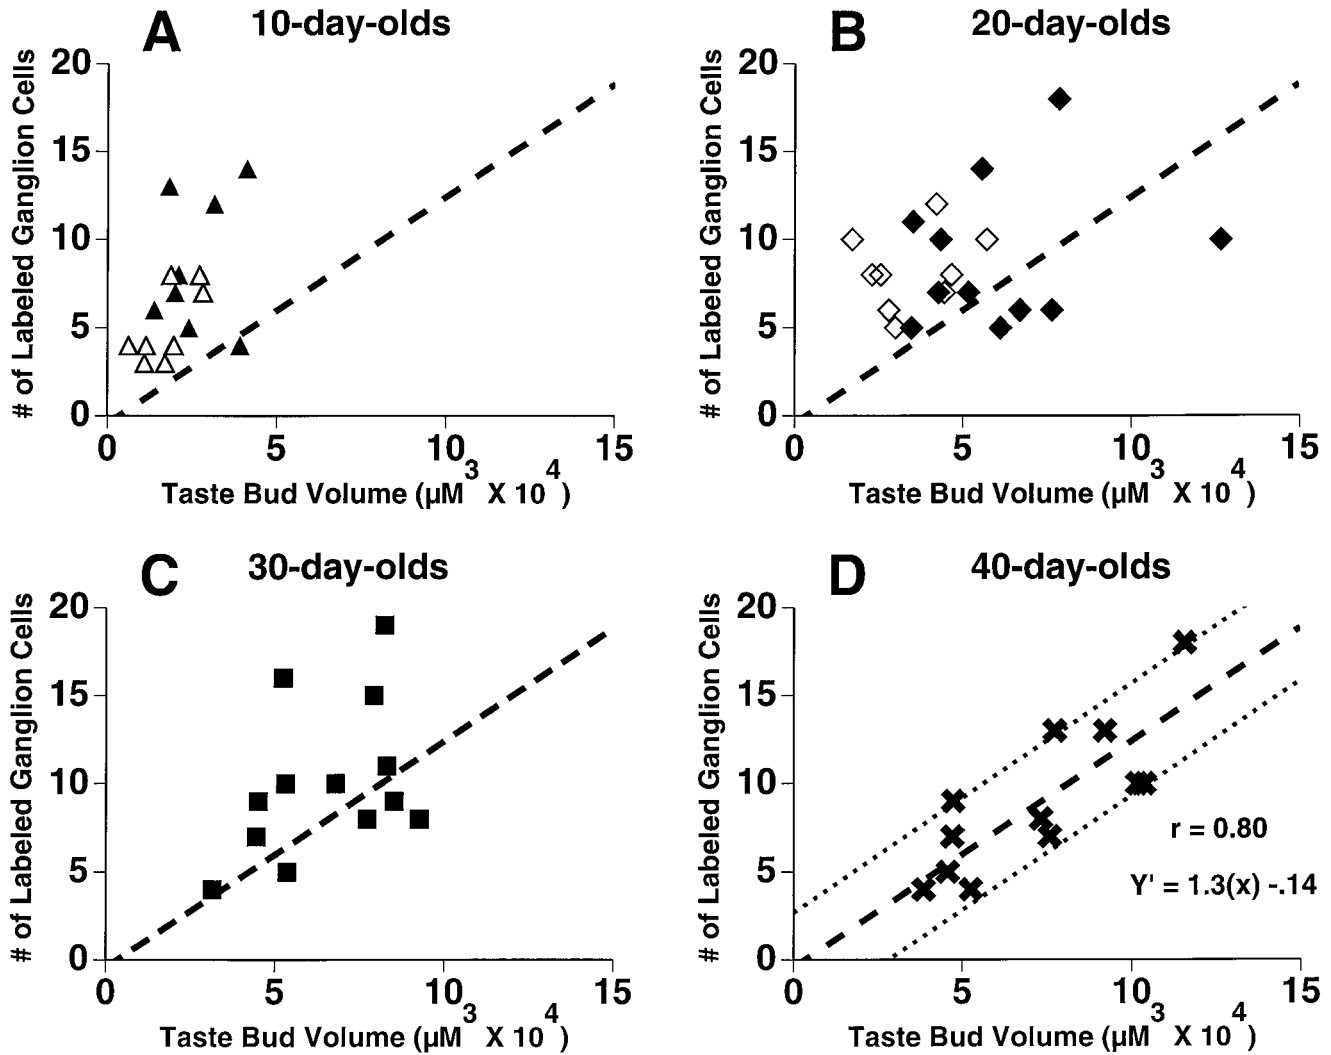 A 10-day-olds
# of Labeled Ganglion Cells
20
15
10
5
0
0 5 10 15
Taste Bud Volume (µM³ X 10⁴)
B 20-day-olds
# of Labeled Ganglion Cells
20
15
10
5
0
0 5 10 15
Taste Bud Volume (µM³ X 10⁴)
C 30-day-olds
# of Labeled Ganglion Cells
20
15
10
5
0
0 5 10 15
Taste Bud Volume (µM³ X 10⁴)
D 40-day-olds
# of Labeled Ganglion Cells
20
15
10
5
0
r = 0.80
Y' = 1.3(x) -.14
0 5 10 15
Taste Bud Volume (µM³ X 10⁴)